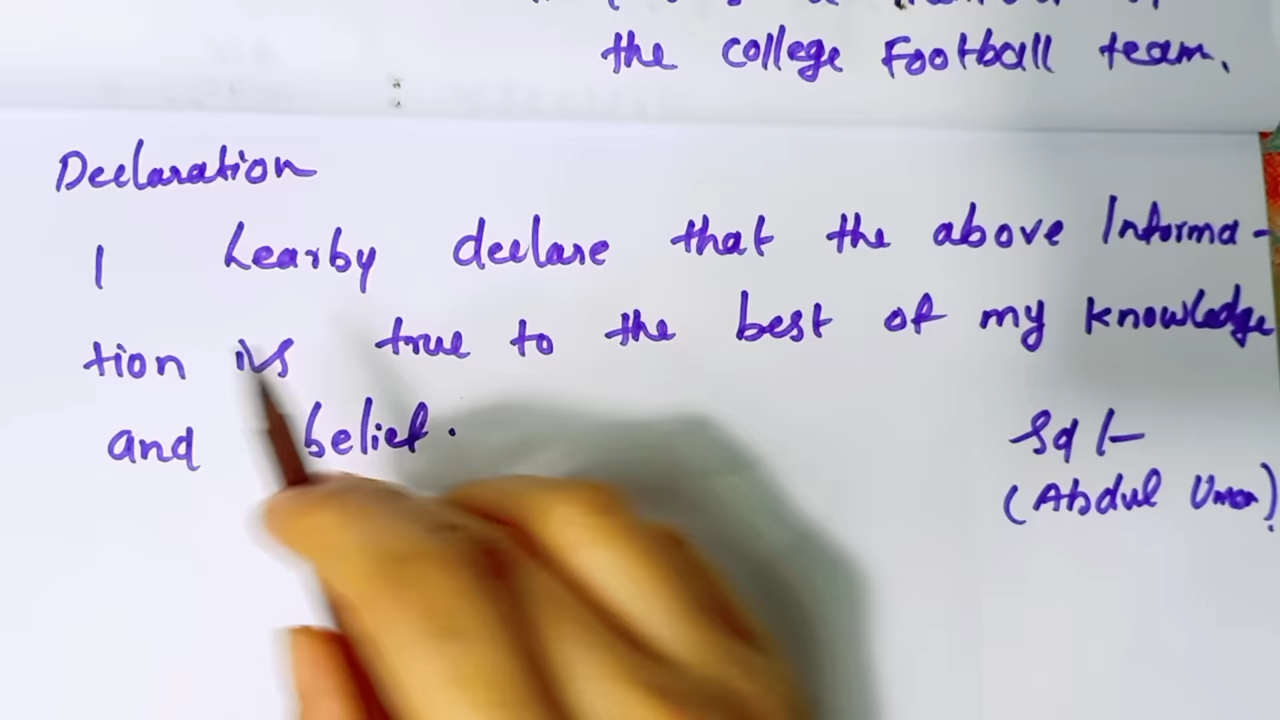 the college Football team.
Declaration
I hearby declare that the above Informa-
tion is true to the best of my knowledge
and belief.
Sd/-
(Abdul Umar)